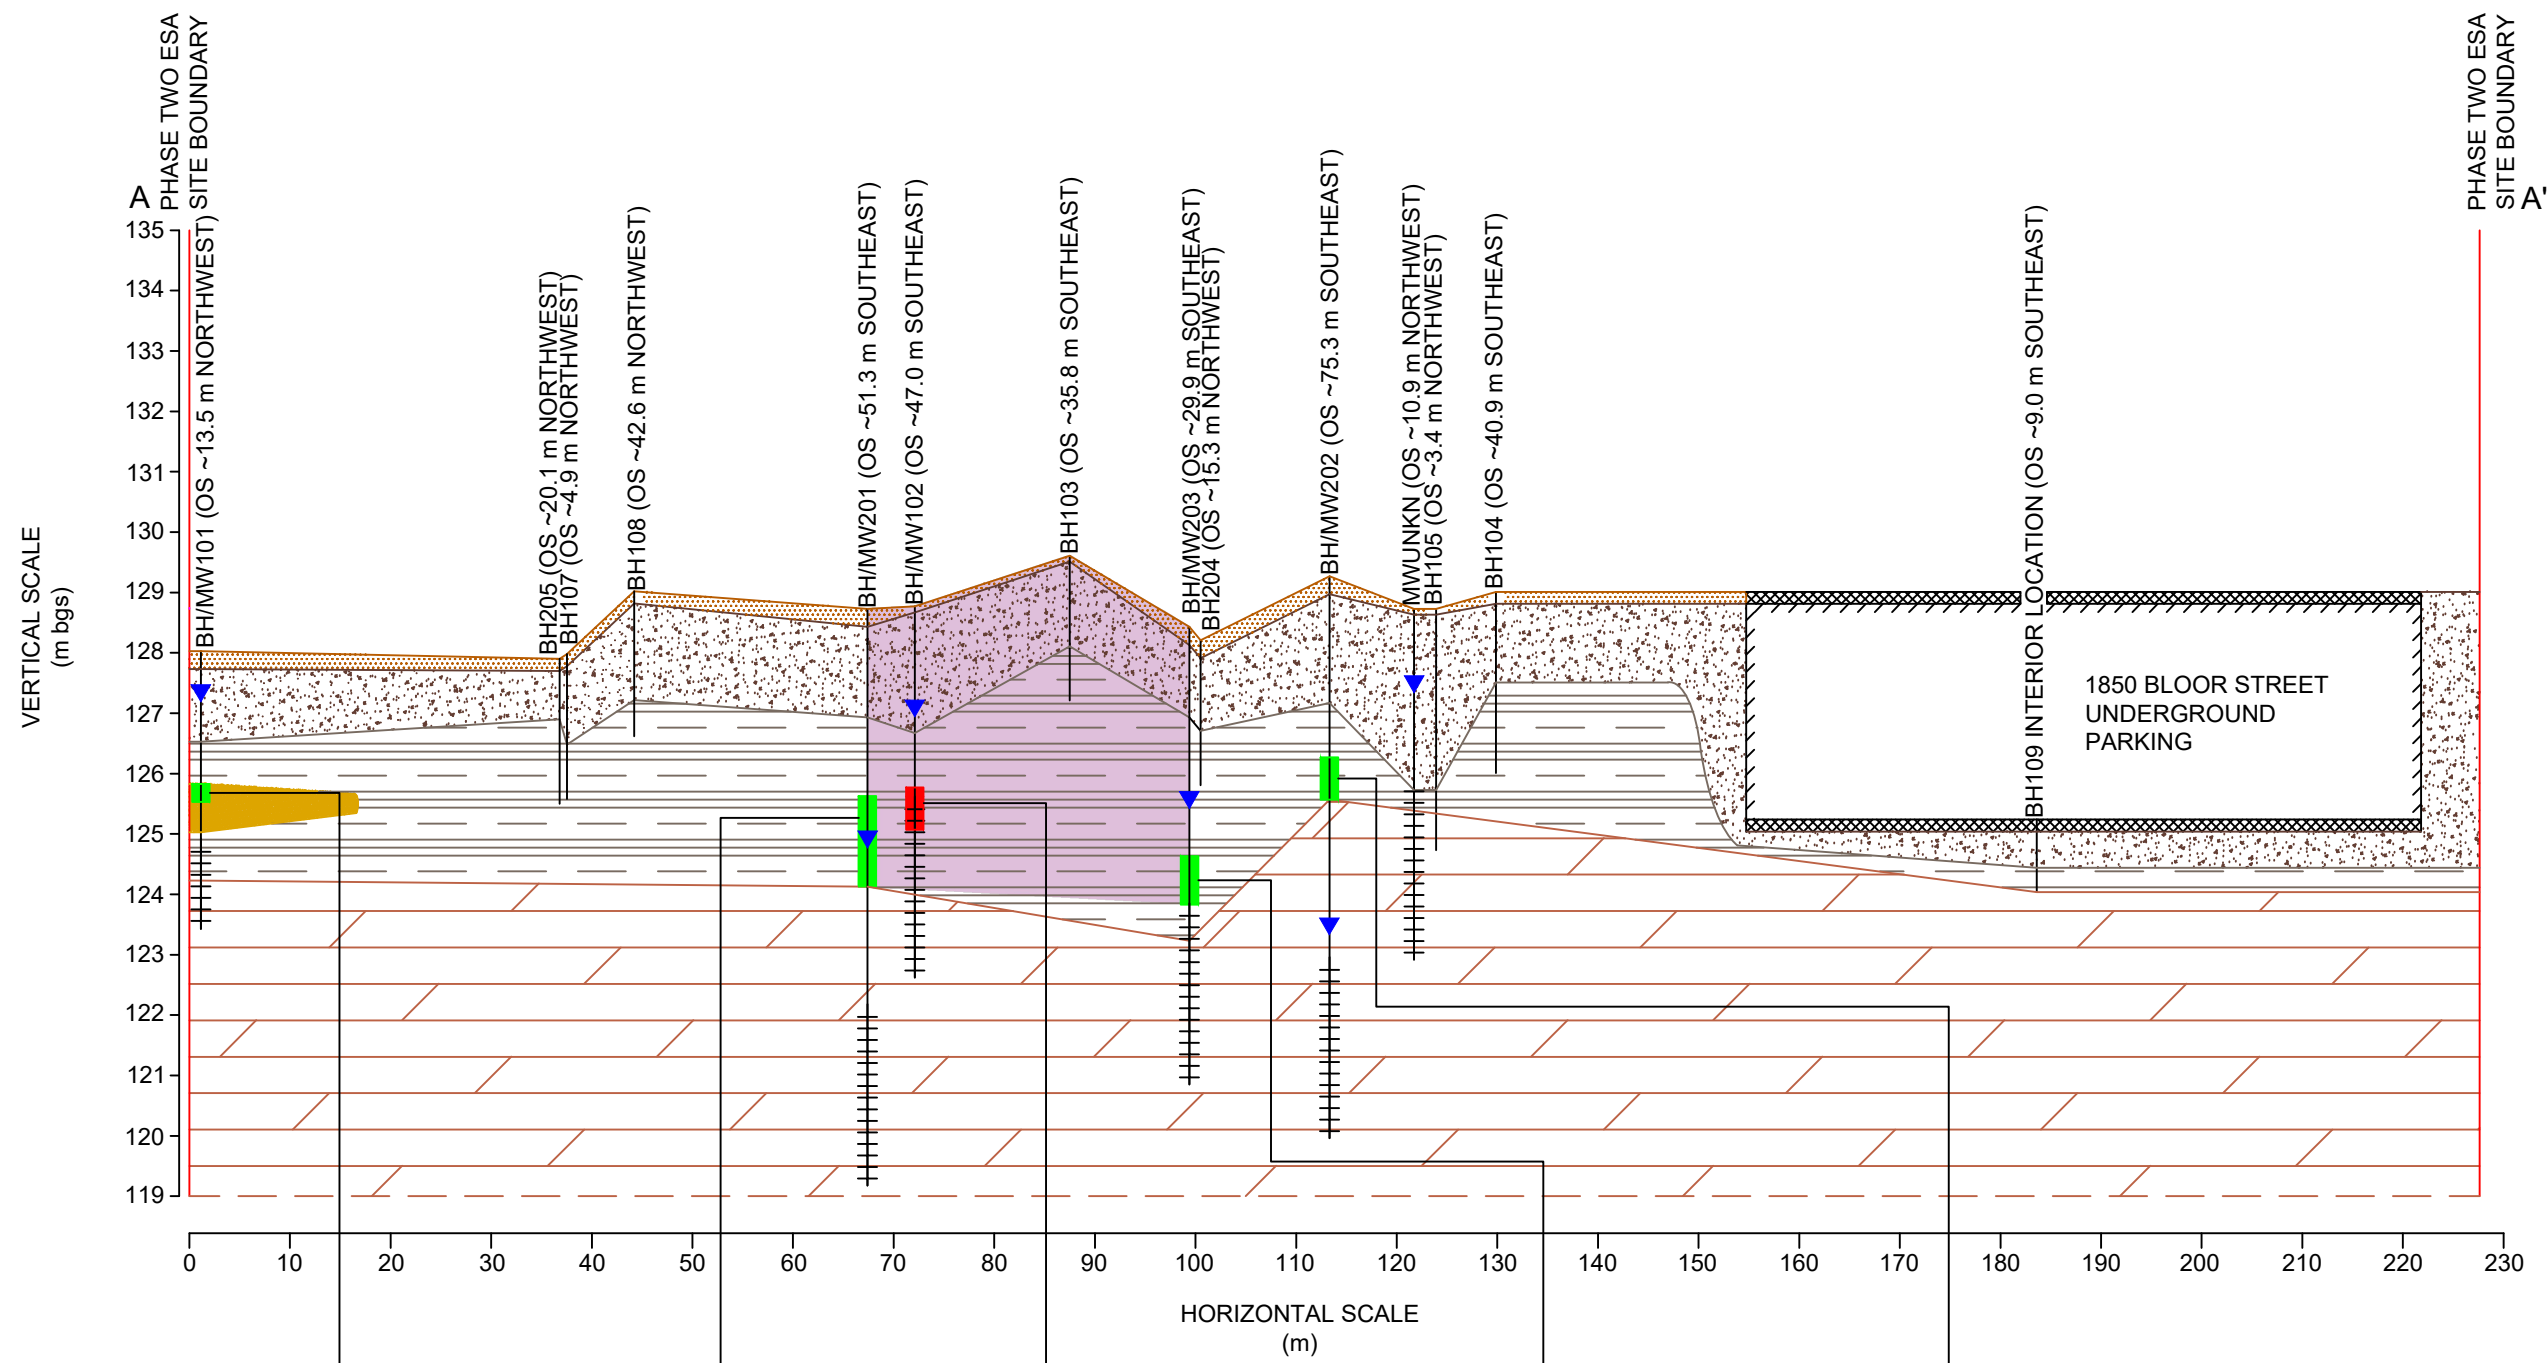 PHASE TWO ESA
SITE BOUNDARY
PHASE TWO ESA
SITE BOUNDARY
A
A'
BH/MW101 (OS ~13.5 m NORTHWEST)
BH205 (OS ~20.1 m NORTHWEST)
BH107 (OS ~4.9 m NORTHWEST)
BH108 (OS ~42.6 m NORTHWEST)
BH/MW201 (OS ~51.3 m SOUTHEAST)
BH/MW102 (OS ~47.0 m SOUTHEAST)
BH103 (OS ~35.8 m SOUTHEAST)
BH/MW203 (OS ~29.9 m SOUTHEAST)
BH204 (OS ~15.3 m NORTHWEST)
BH/MW202 (OS ~75.3 m SOUTHEAST)
MWUNKN (OS ~10.9 m NORTHWEST)
BH105 (OS ~3.4 m NORTHWEST)
BH104 (OS ~40.9 m SOUTHEAST)
BH109 INTERIOR LOCATION (OS ~9.0 m SOUTHEAST)
135
134
133
132
131
130
129
128
127
126
125
124
123
122
121
120
119
VERTICAL SCALE
(m bgs)
1850 BLOOR STREET
UNDERGROUND
PARKING
0 10 20 30 40 50 60 70 80 90 100 110 120 130 140 150 160 170 180 190 200 210 220 230
HORIZONTAL SCALE
(m)